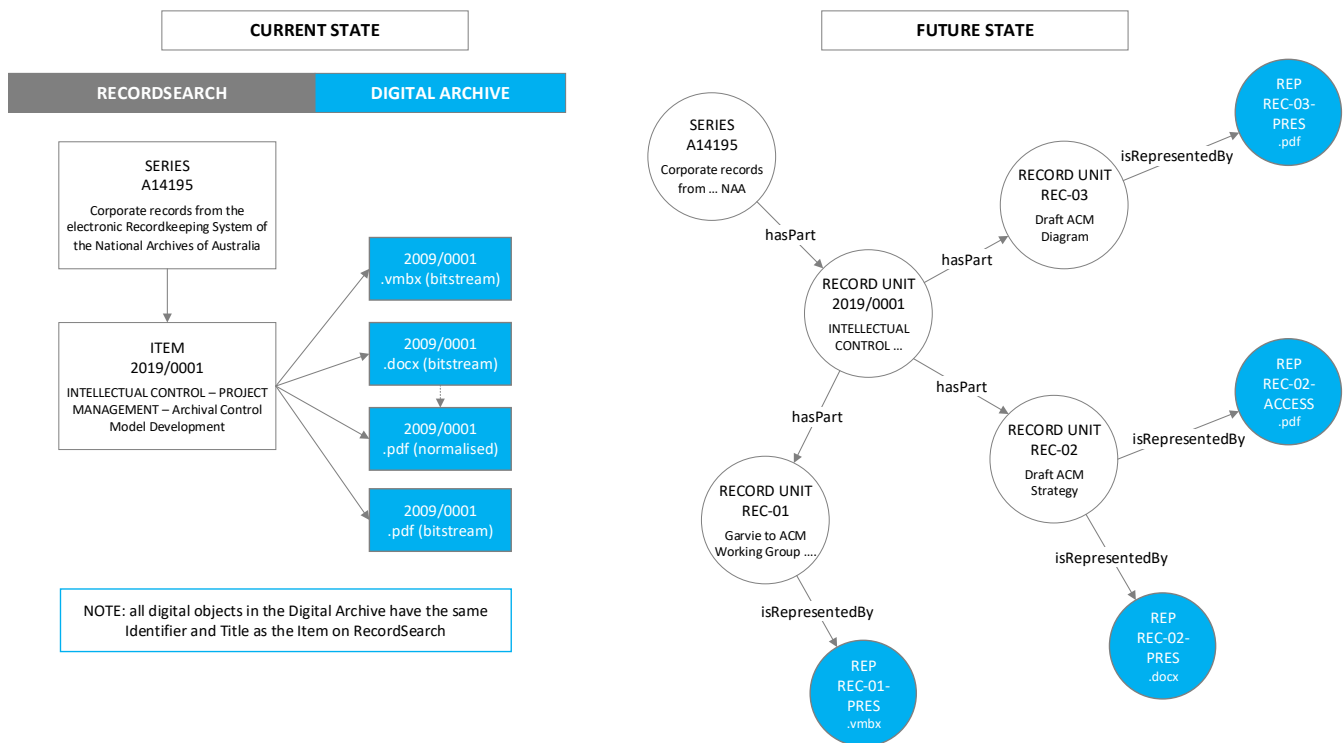 CURRENT STATE
RECORDSEARCH
DIGITAL ARCHIVE
SERIES
A14195
Corporate records from the
electronic Recordkeeping System of
the National Archives of Australia
ITEM
2019/0001
INTELLECTUAL CONTROL – PROJECT
MANAGEMENT – Archival Control
Model Development
2009/0001
.vmbx (bitstream)
2009/0001
.docx (bitstream)
2009/0001
.pdf (normalised)
2009/0001
.pdf (bitstream)
NOTE: all digital objects in the Digital Archive have the same
Identifier and Title as the Item on RecordSearch
FUTURE STATE
SERIES
A14195
Corporate records
from ... NAA
hasPart
RECORD UNIT
2019/0001
INTELLECTUAL
CONTROL ...
hasPart
RECORD UNIT
REC-03
Draft ACM
Diagram
isRepresentedBy
REP
REC-03-
PRES
.pdf
hasPart
RECORD UNIT
REC-02
Draft ACM
Strategy
isRepresentedBy
REP
REC-02-
ACCESS
.pdf
isRepresentedBy
REP
REC-02-
PRES
.docx
hasPart
RECORD UNIT
REC-01
Garvie to ACM
Working Group ....
isRepresentedBy
REP
REC-01-
PRES
.vmbx